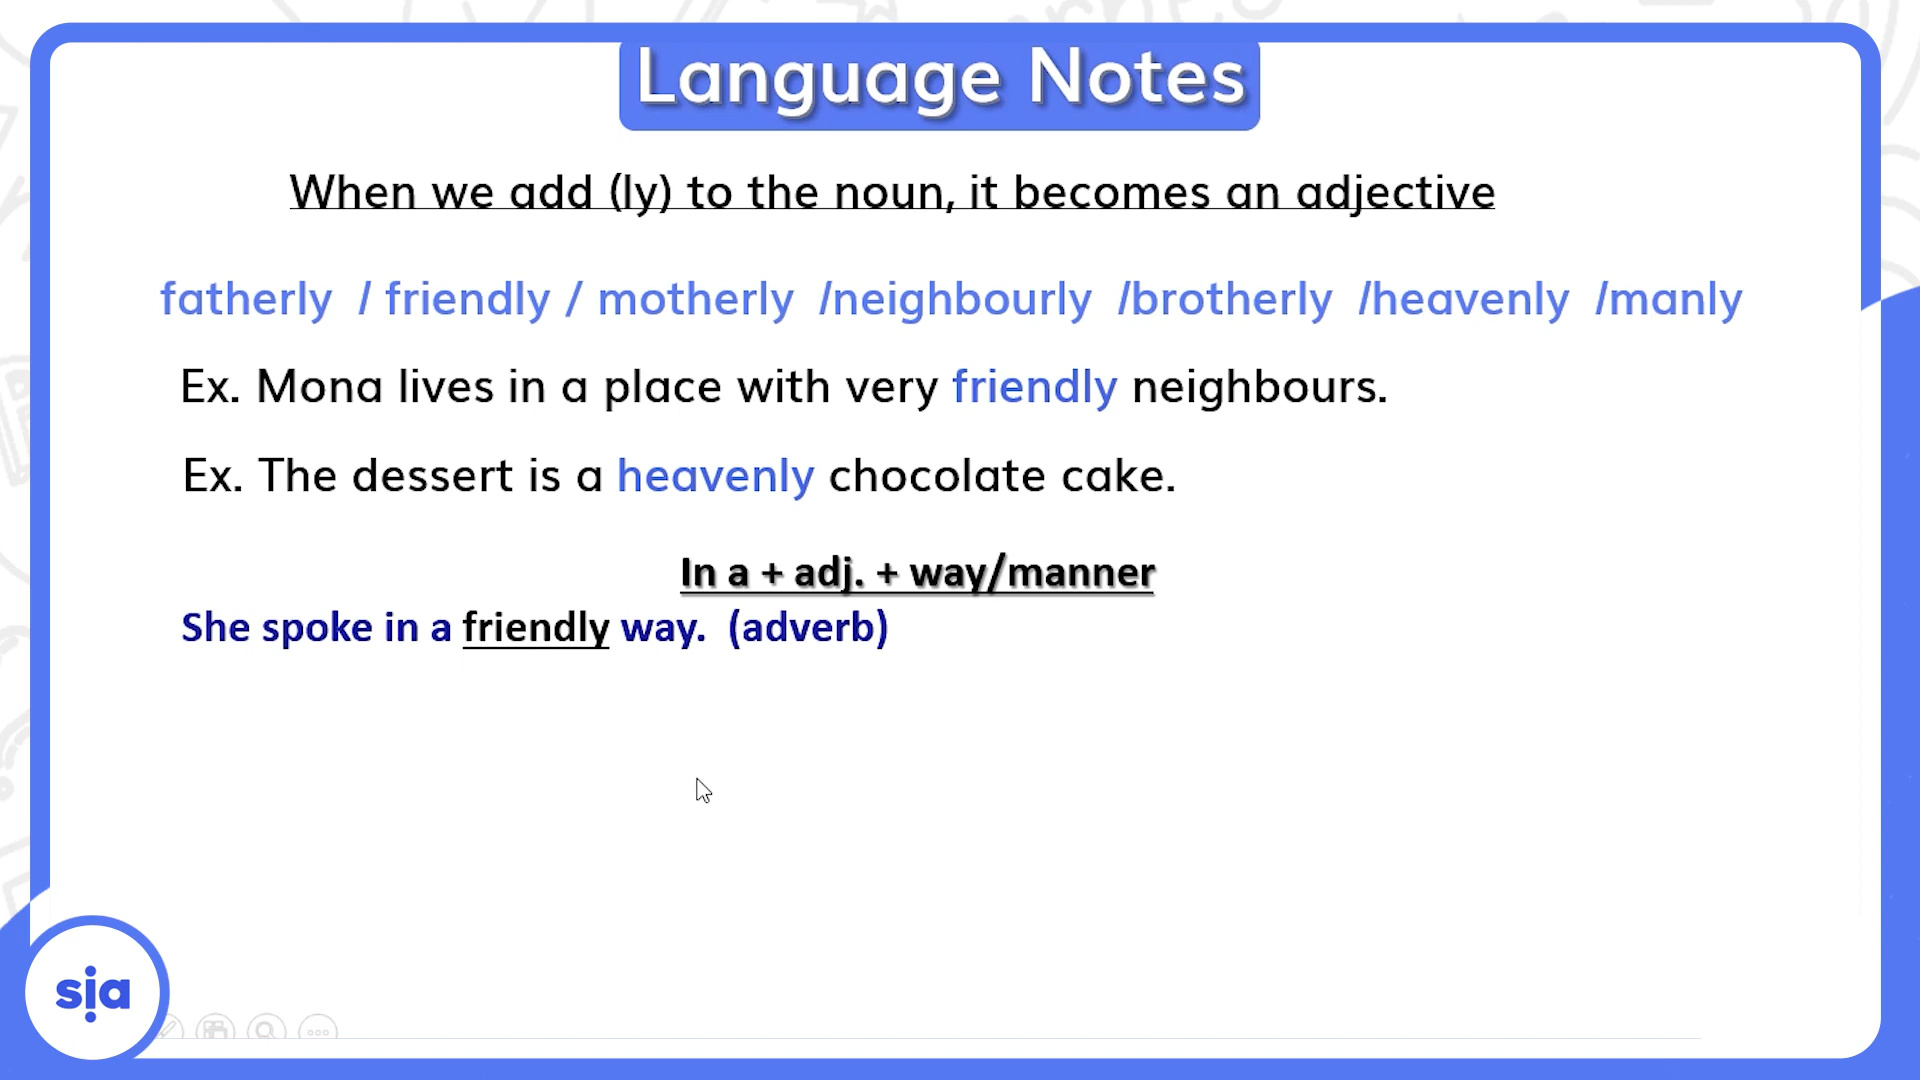 Language Notes
When we add (ly) to the noun, it becomes an adjective
fatherly / friendly / motherly /neighbourly /brotherly /heavenly /manly
Ex. Mona lives in a place with very friendly neighbours.
Ex. The dessert is a heavenly chocolate cake.
In a + adj. + way/manner
She spoke in a friendly way. (adverb)
sia